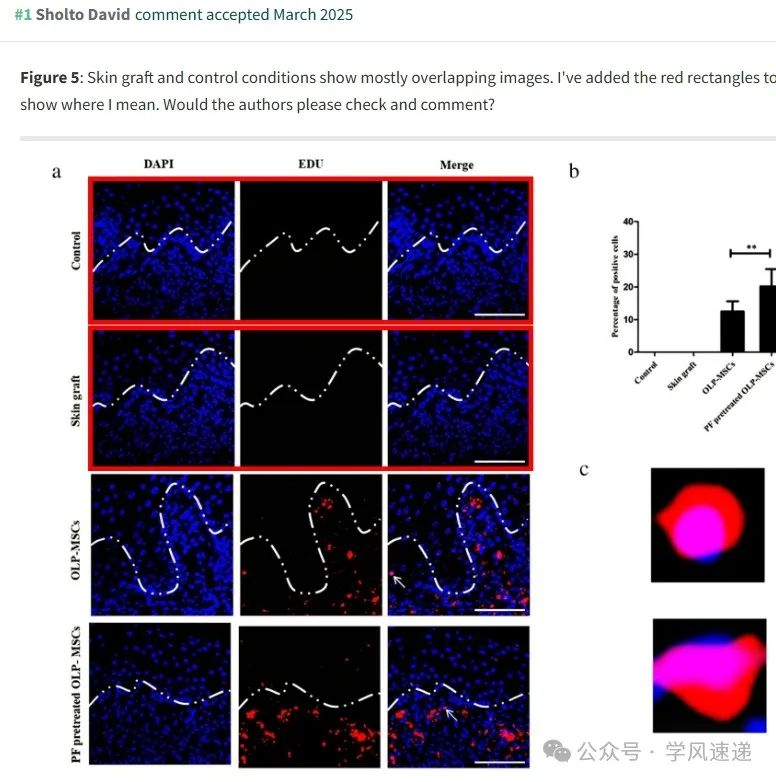 #1 Sholto David comment accepted March 2025
Figure 5: Skin graft and control conditions show mostly overlapping images. I've added the red rectangles to
show where I mean. Would the authors please check and comment?
a
DAPI
EDU
Merge
b
Control
Skin graft
OLP-MSCs
PF pretreated OLP- MSCs
Percentage of positive cells
40
30
20
10
0
**
Control
Skin graft
OLP-MSCs
PF pretreated OLP-MSCs
c
公众号 · 学风速递